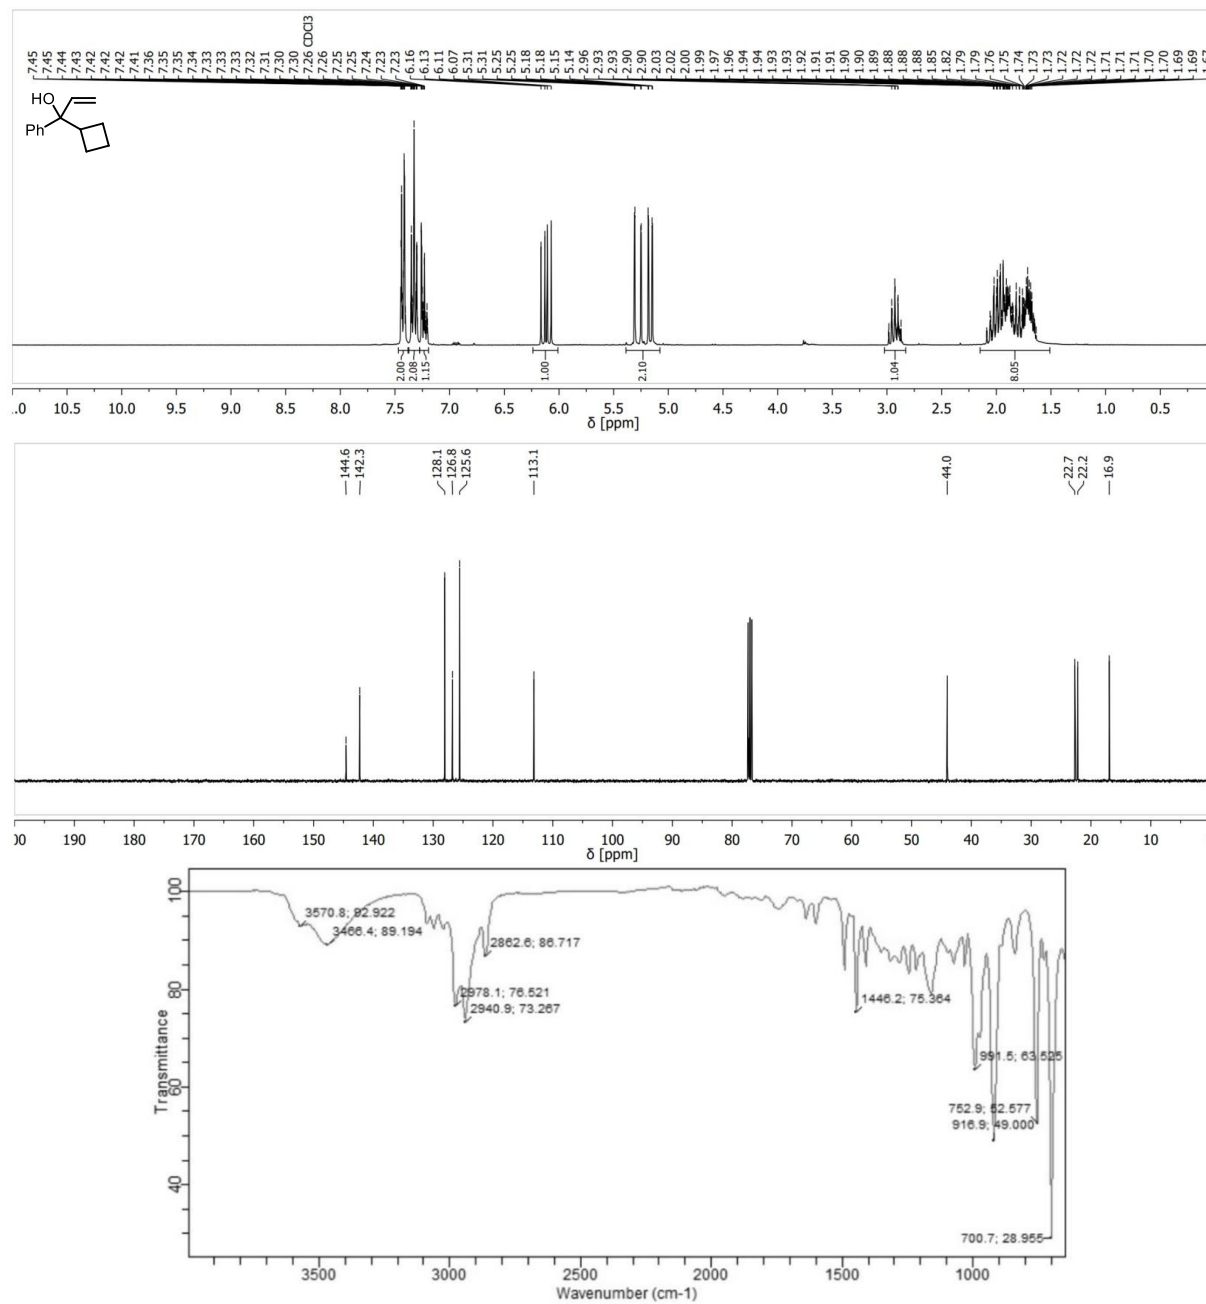 7.45 7.45 7.44 7.43 7.42 7.42 7.42 7.41 7.36 7.35 7.35 7.34 7.33 7.33 7.33 7.32 7.31 7.30 7.30 7.26 CDCl3 7.26 7.25 7.25 7.24 7.23 7.23 6.16 6.13 6.11 6.07 5.31 5.31 5.25 5.25 5.18 5.18 5.15 5.14 2.96 2.93 2.93 2.90 2.90 2.03 2.02 2.00 1.99 1.97 1.96 1.94 1.94 1.93 1.93 1.92 1.91 1.91 1.90 1.90 1.89 1.88 1.88 1.88 1.85 1.82 1.79 1.79 1.76 1.75 1.74 1.73 1.73 1.72 1.72 1.72 1.71 1.71 1.71 1.70 1.70 1.69 1.69
HO
Ph
2.00 2.08 1.15 1.00 2.10 1.04 8.05
.0 10.5 10.0 9.5 9.0 8.5 8.0 7.5 7.0 6.5 6.0 5.5 5.0 4.5 4.0 3.5 3.0 2.5 2.0 1.5 1.0 0.5
δ [ppm]
144.6 142.3 128.1 126.8 125.6 113.1 44.0 22.7 22.2 16.9
00 190 180 170 160 150 140 130 120 110 100 90 80 70 60 50 40 30 20 10
δ [ppm]
100
3570.8; 92.922
3466.4; 89.194
2862.6; 86.717
80
2978.1; 76.521
2940.9; 73.267
1446.2; 75.364
Transmittance
991.5; 63.525
60
752.9; 52.577
916.9; 49.000
40
700.7; 28.955
3500 3000 2500 2000 1500 1000
Wavenumber (cm-1)